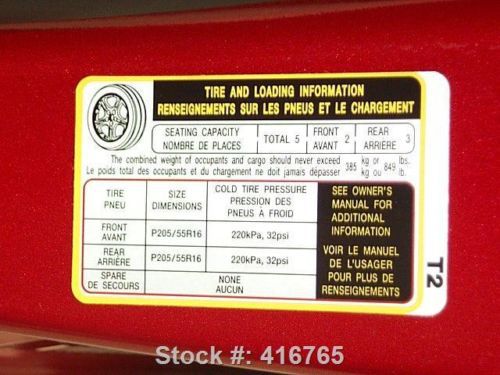 TIRE AND LOADING INFORMATION
RENSEIGNEMENTS SUR LES PNEUS ET LE CHARGEMENT
SEATING CAPACITY
NOMBRE DE PLACES
TOTAL 5
FRONT
AVANT 2
REAR
ARRIÈRE 3
The combined weight of occupants and cargo should never exceed 385 kg or 849 lbs.
Le poids total des occupants et du chargement ne doit jamais dépasser 385 kg ou 849 lb.
TIRE
PNEU
SIZE
DIMENSIONS
COLD TIRE PRESSURE
PRESSION DES
PNEUS A FROID
FRONT
AVANT
P205/55R16
220kPa, 32psi
REAR
ARRIÈRE
P205/55R16
220kPa, 32psi
SPARE
DE SECOURS
NONE
AUCUN
SEE OWNER'S
MANUAL FOR
ADDITIONAL
INFORMATION
VOIR LE MANUEL
DE L'USAGER
POUR PLUS DE
RENSEIGNEMENTS
T2
Stock #: 416765